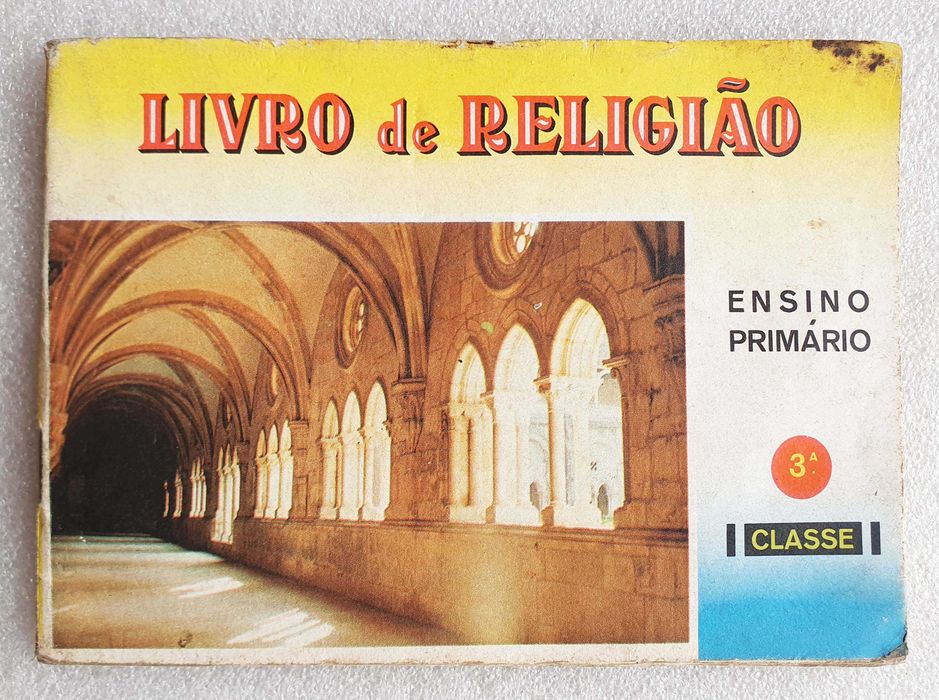 LIVRO de RELIGIÃO
ENSINO
PRIMÁRIO
3.ª
CLASSE